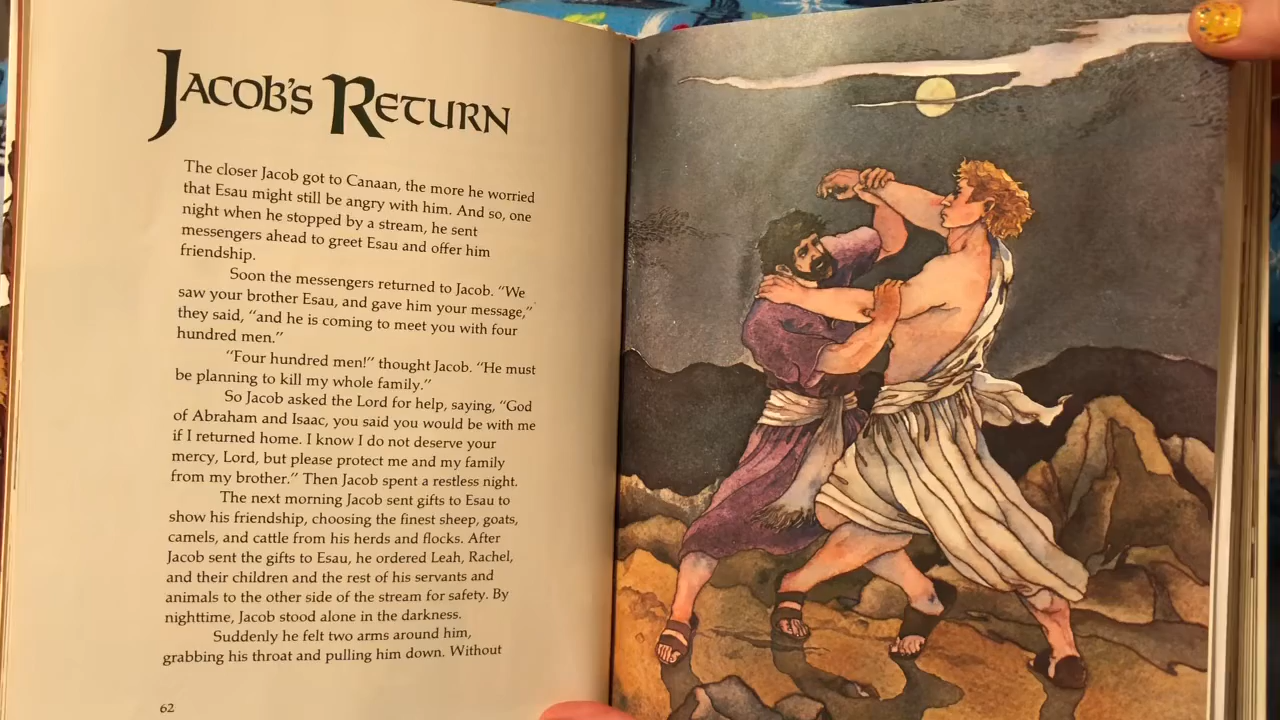 JACOB'S RETURN
The closer Jacob got to Canaan, the more he worried
that Esau might still be angry with him. And so, one
night when he stopped by a stream, he sent
messengers ahead to greet Esau and offer him
friendship.
Soon the messengers returned to Jacob. “We
saw your brother Esau, and gave him your message,”
they said, “and he is coming to meet you with four
hundred men.”
“Four hundred men!” thought Jacob. “He must
be planning to kill my whole family.”
So Jacob asked the Lord for help, saying, “God
of Abraham and Isaac, you said you would be with me
if I returned home. I know I do not deserve your
mercy, Lord, but please protect me and my family
from my brother.” Then Jacob spent a restless night.
The next morning Jacob sent gifts to Esau to
show his friendship, choosing the finest sheep, goats,
camels, and cattle from his herds and flocks. After
Jacob sent the gifts to Esau, he ordered Leah, Rachel,
and their children and the rest of his servants and
animals to the other side of the stream for safety. By
nighttime, Jacob stood alone in the darkness.
Suddenly he felt two arms around him,
grabbing his throat and pulling him down. Without
62